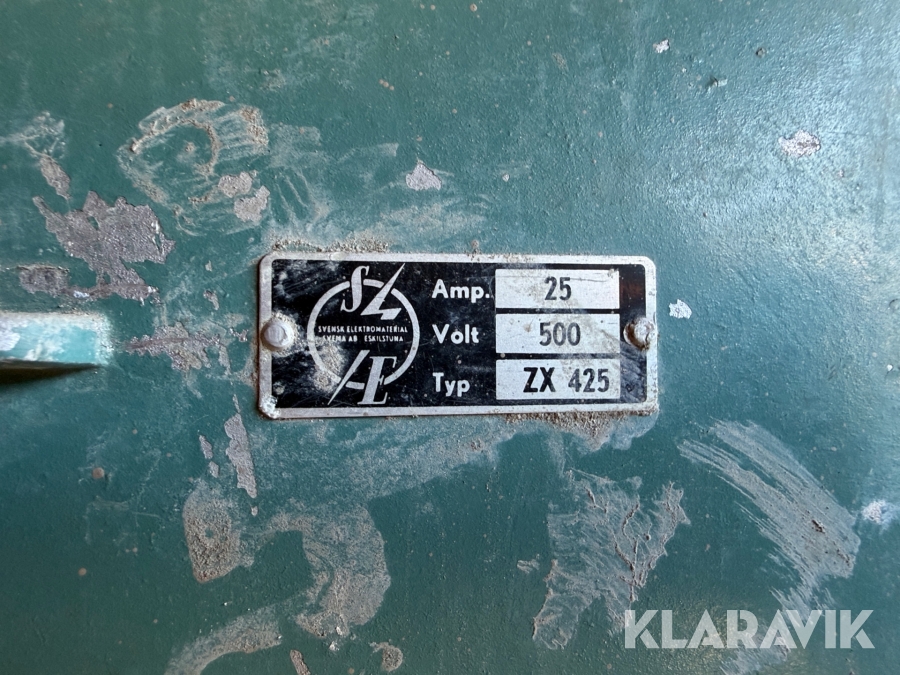 Amp. 25
Volt 500
Typ ZX 425
SVENSK ELEKTROMATERIAL
SVEMA AB ESKILSTUNA
KLARAVIK